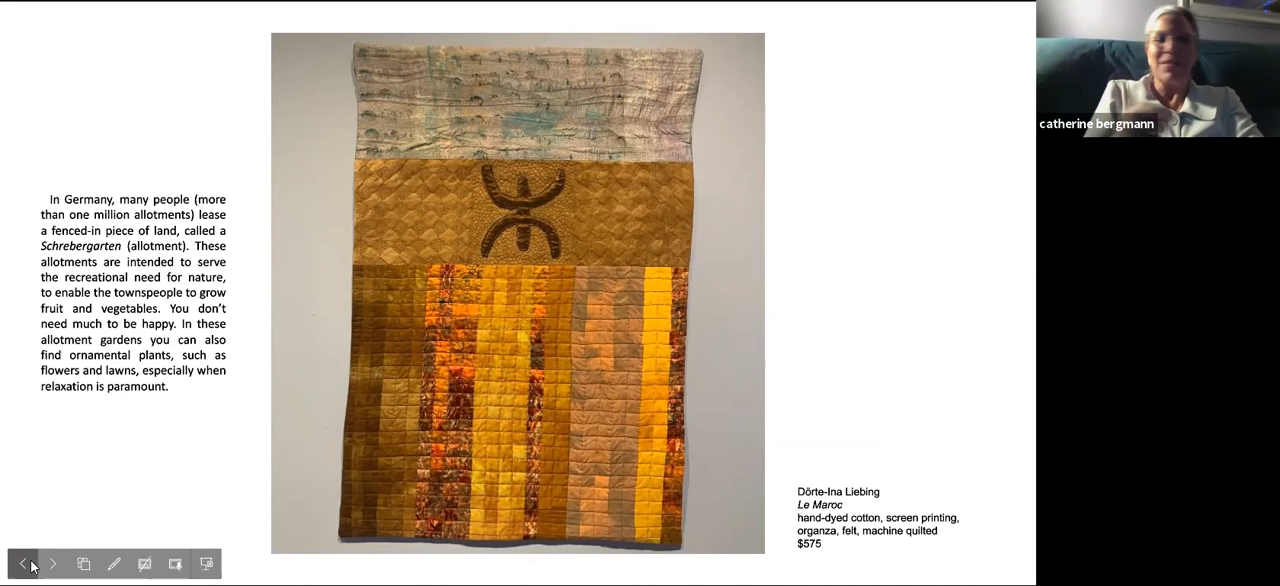 In Germany, many people (more
than one million allotments) lease
a fenced-in piece of land, called a
Schrebergarten (allotment). These
allotments are intended to serve
the recreational need for nature,
to enable the townspeople to grow
fruit and vegetables. You don't
need much to be happy. In these
allotment gardens you can also
find ornamental plants, such as
flowers and lawns, especially when
relaxation is paramount.
Dörte-Ina Liebing
Le Maroc
hand-dyed cotton, screen printing,
organza, felt, machine quilted
$575
catherine bergmann